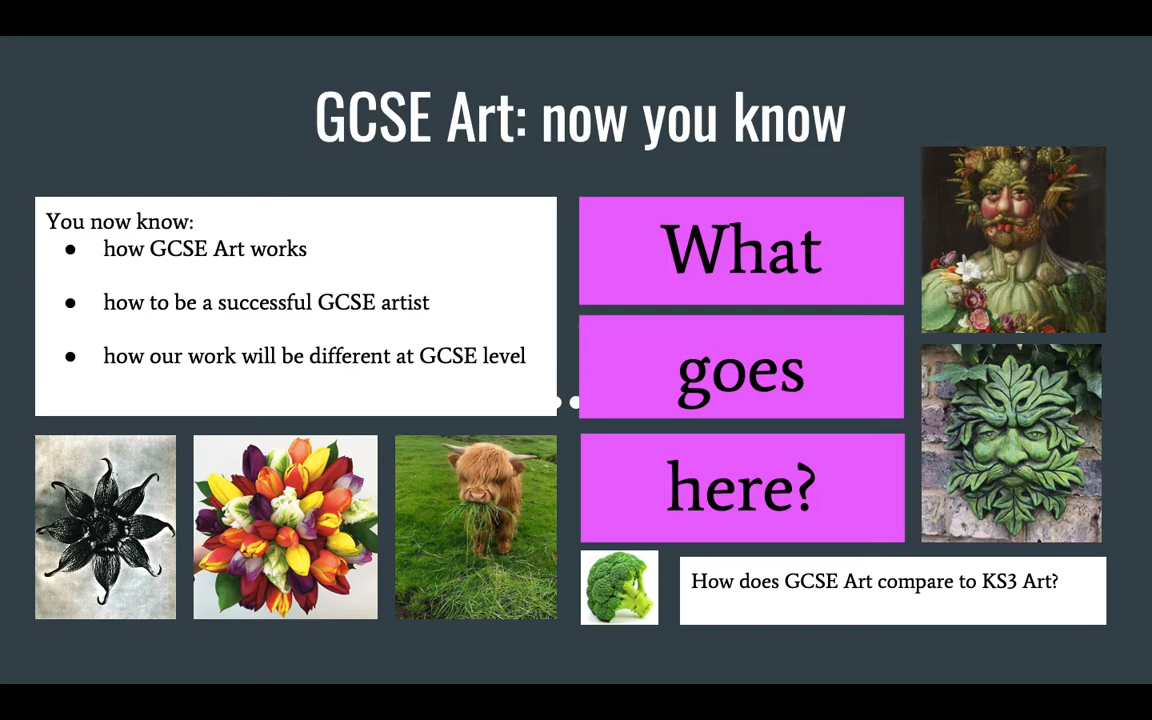 GCSE Art: now you know
You now know:
● how GCSE Art works
● how to be a successful GCSE artist
● how our work will be different at GCSE level
What
goes
here?
How does GCSE Art compare to KS3 Art?